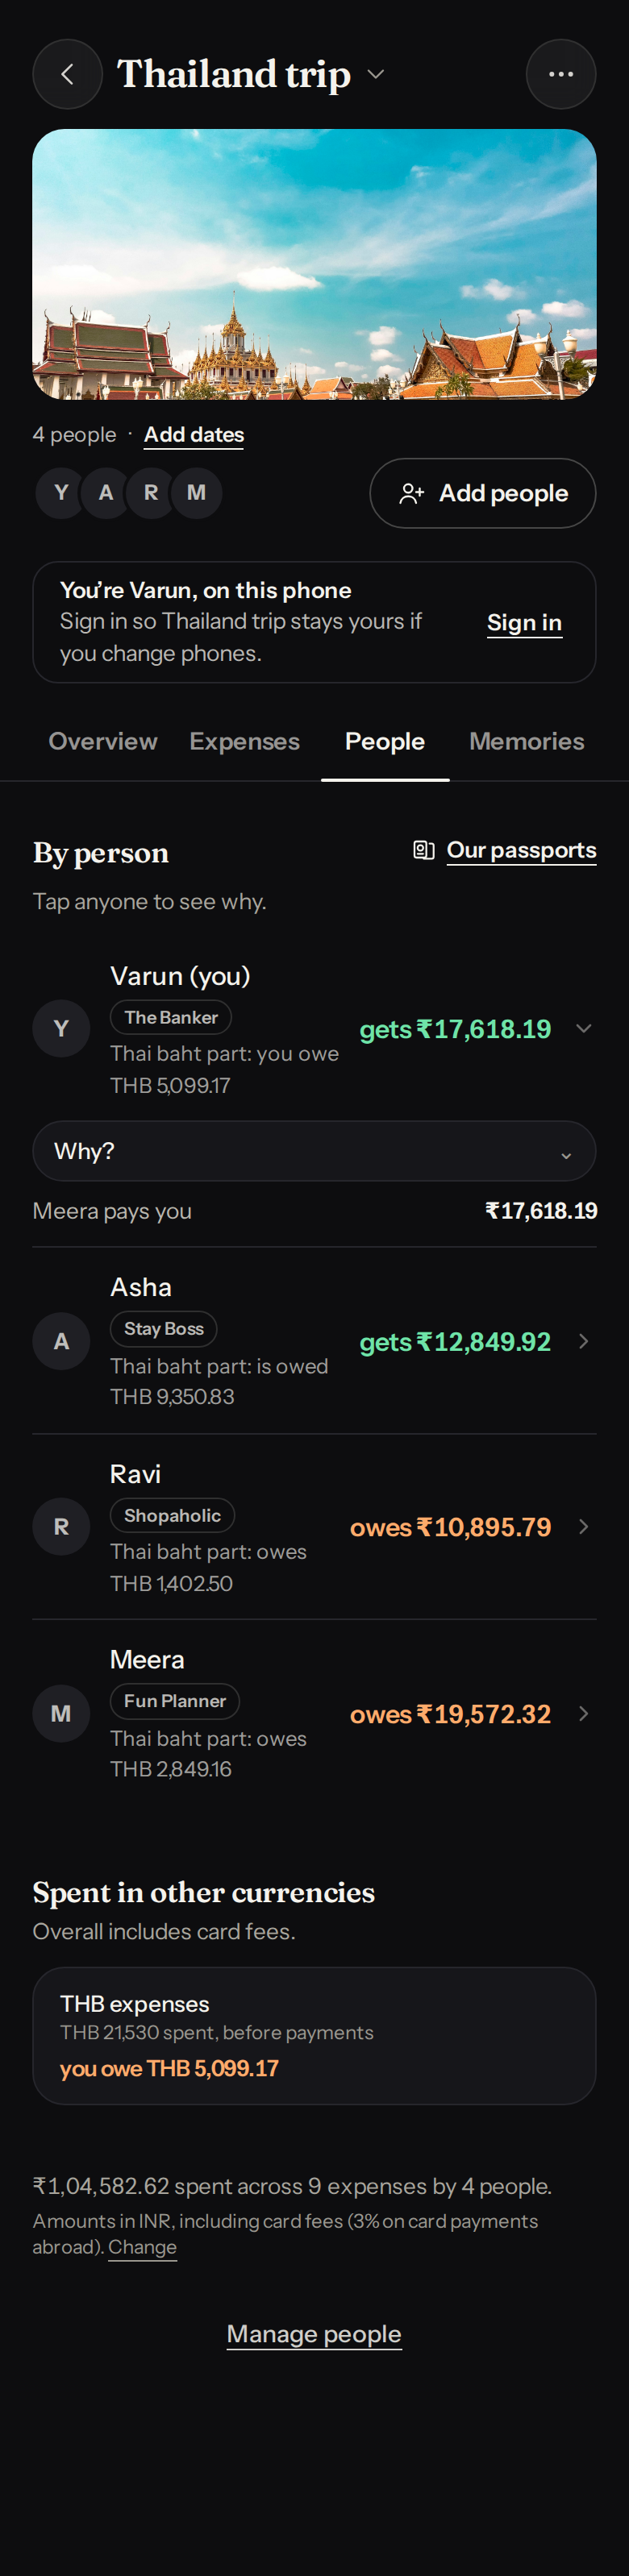 Thailand trip
4 people · Add dates
Y A R M
Add people
You’re Varun, on this phone
Sign in so Thailand trip stays yours if
you change phones.
Sign in
Overview Expenses People Memories
By person
Our passports
Tap anyone to see why.
Y
Varun (you)
The Banker
Thai baht part: you owe
THB 5,099.17
gets ₹17,618.19
Why?
Meera pays you ₹17,618.19
A
Asha
Stay Boss
Thai baht part: is owed
THB 9,350.83
gets ₹12,849.92
R
Ravi
Shopaholic
Thai baht part: owes
THB 1,402.50
owes ₹10,895.79
M
Meera
Fun Planner
Thai baht part: owes
THB 2,849.16
owes ₹19,572.32
Spent in other currencies
Overall includes card fees.
THB expenses
THB 21,530 spent, before payments
you owe THB 5,099.17
₹1,04,582.62 spent across 9 expenses by 4 people.
Amounts in INR, including card fees (3% on card payments
abroad). Change
Manage people